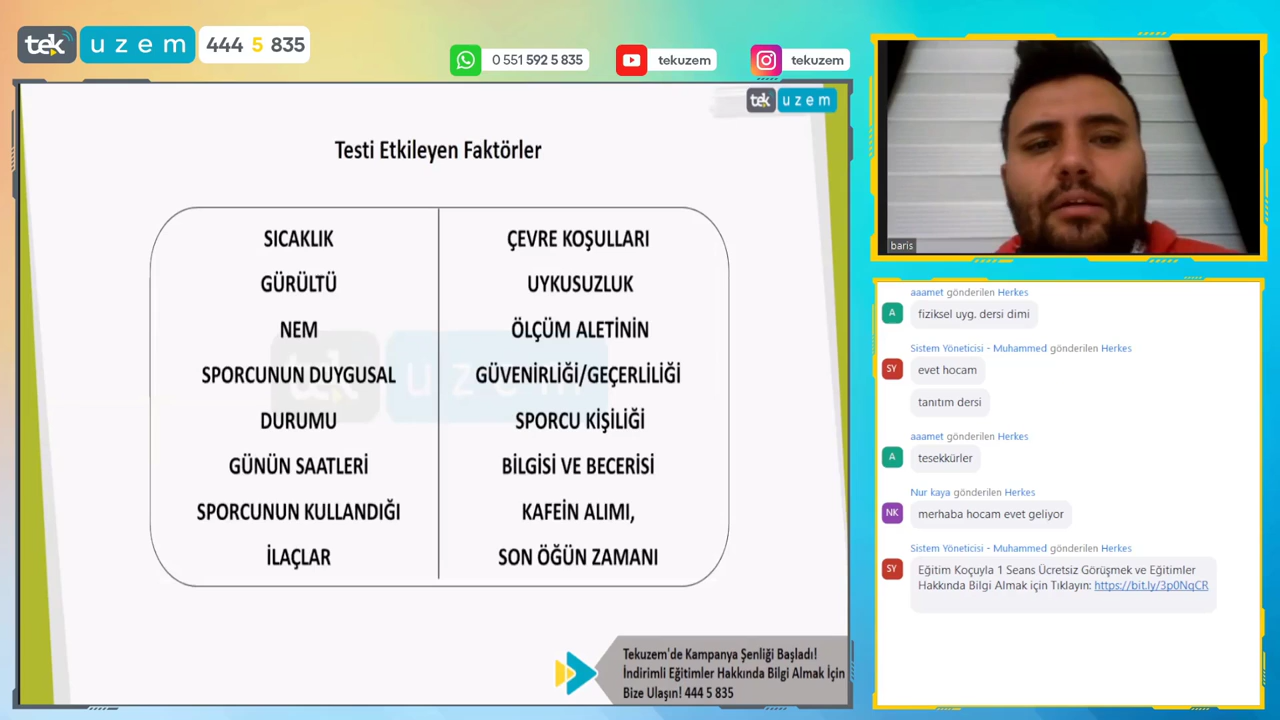 tek uzem 444 5 835
0 551 592 5 835
tekuzem
tekuzem
tek uzem
Testi Etkileyen Faktörler
SICAKLIK
GÜRÜLTÜ
NEM
SPORCUNUN DUYGUSAL
DURUMU
GÜNÜN SAATLERİ
SPORCUNUN KULLANDIĞI
İLAÇLAR
ÇEVRE KOŞULLARI
UYKUSUZLUK
ÖLÇÜM ALETİNİN
GÜVENİRLİĞİ/GEÇERLİLİĞİ
SPORCU KİŞİLİĞİ
BİLGİSİ VE BECERİSİ
KAFEİN ALIMI,
SON ÖĞÜN ZAMANI
tek uzem
Tekuzem'de Kampanya Şenliği Başladı!
İndirimli Eğitimler Hakkında Bilgi Almak İçin
Bize Ulaşın! 444 5 835
baris
aaamet gönderilen Herkes
A
fiziksel uyg. dersi dimi
Sistem Yöneticisi - Muhammed gönderilen Herkes
SY
evet hocam
tanıtım dersi
aaamet gönderilen Herkes
A
tesekkürler
Nur kaya gönderilen Herkes
NK
merhaba hocam evet geliyor
Sistem Yöneticisi - Muhammed gönderilen Herkes
SY
Eğitim Koçuyla 1 Seans Ücretsiz Görüşmek ve Eğitimler
Hakkında Bilgi Almak için Tıklayın: https://bit.ly/3p0NqCR